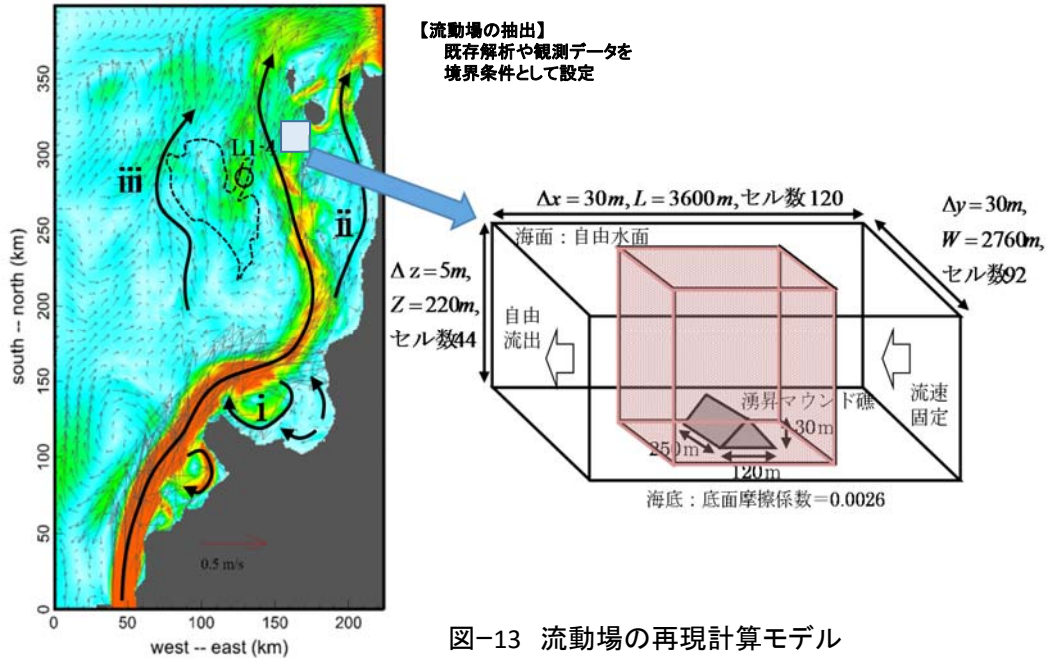 【流動場の抽出】
既存解析や観測データを
境界条件として設定
350
300
250
200
150
100
50
0
south -- north (km)
0
50
100
150
200
west -- east (km)
L1-4
iii
ii
i
0.5 m/s
Δx = 30m, L = 3600m, セル数 120
Δy = 30m,
W = 2760m,
セル数92
海面：自由水面
Δz = 5m,
Z = 220m,
セル数44
自由
流出
流速
固定
湧昇マウンド礁
30m
250m
120m
海底：底面摩擦係数＝0.0026
図−13 流動場の再現計算モデル